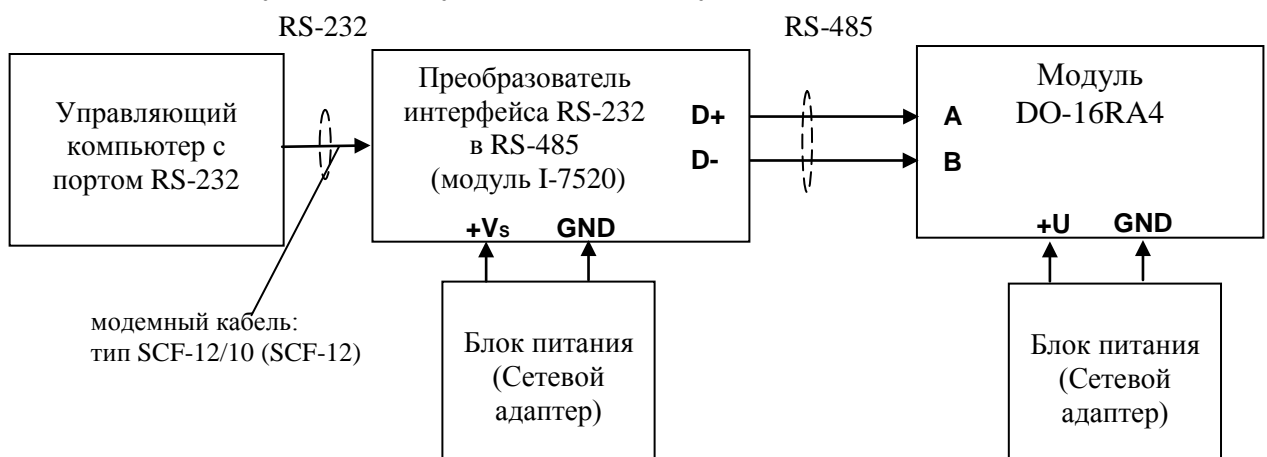 RS-232
RS-485
Управляющий
компьютер с
портом RS-232
Преобразователь
интерфейса RS-232
в RS-485
(модуль I-7520)
D+
D-
+Vs
GND
Модуль
DO-16RA4
A
B
+U
GND
модемный кабель:
тип SCF-12/10 (SCF-12)
Блок питания
(Сетевой
адаптер)
Блок питания
(Сетевой
адаптер)